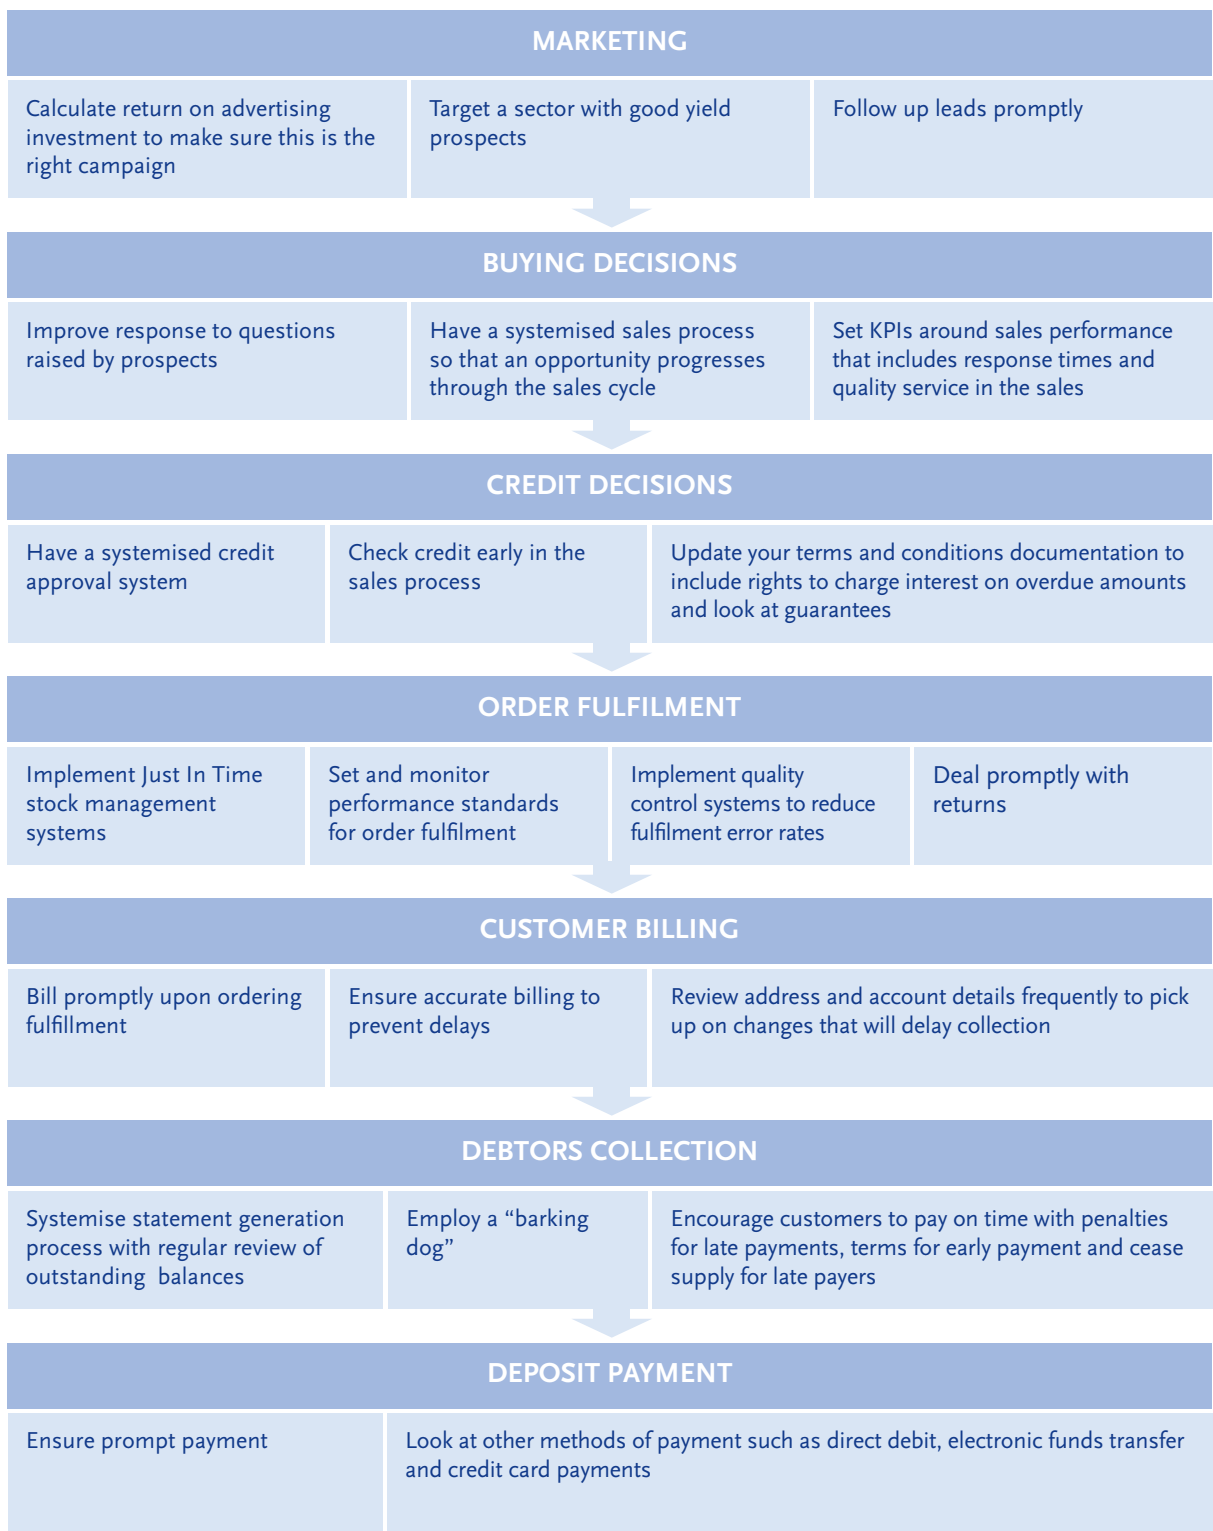 MARKETING
Calculate return on advertising
investment to make sure this is the
right campaign
Target a sector with good yield
prospects
Follow up leads promptly
BUYING DECISIONS
Improve response to questions
raised by prospects
Have a systemised sales process
so that an opportunity progresses
through the sales cycle
Set KPIs around sales performance
that includes response times and
quality service in the sales
CREDIT DECISIONS
Have a systemised credit
approval system
Check credit early in the
sales process
Update your terms and conditions documentation to
include rights to charge interest on overdue amounts
and look at guarantees
ORDER FULFILMENT
Implement Just In Time
stock management
systems
Set and monitor
performance standards
for order fulfilment
Implement quality
control systems to reduce
fulfilment error rates
Deal promptly with
returns
CUSTOMER BILLING
Bill promptly upon ordering
fulfillment
Ensure accurate billing to
prevent delays
Review address and account details frequently to pick
up on changes that will delay collection
DEBTORS COLLECTION
Systemise statement generation
process with regular review of
outstanding  balances
Employ a “barking
dog”
Encourage customers to pay on time with penalties
for late payments, terms for early payment and cease
supply for late payers
DEPOSIT PAYMENT
Ensure prompt payment
Look at other methods of payment such as direct debit, electronic funds transfer
and credit card payments